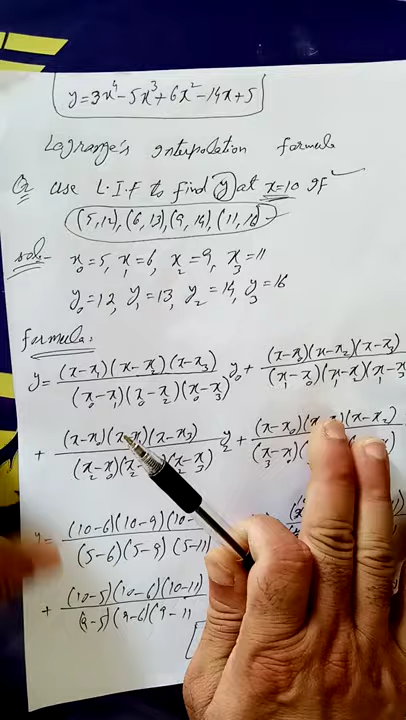 y=3x⁴-5x³+6x²-14x+5
Lagrange's Interpolation formula
Q Use L.I.F to find y at x=10 If
(5,12), (6,13), (9,14), (11,16)
sol:-
x₀=5, x₁=6, x₂=9, x₃=11
y₀=12, y₁=13, y₂=14, y₃=16
formula:
y= (x-x₁)(x-x₂)(x-x₃) / (x₀-x₁)(x₀-x₂)(x₀-x₃) y₀ + (x-x₀)(x-x₂)(x-x₃) / (x₁-x₀)(x₁-x₂)(x₁-x₃
+ (x-x₀)(x-x₁)(x-x₃) / (x₂-x₀)(x₂ x₂-x₃) y₂ + (x-x₀)(x (x-x₂) / (x₃-x₀)(
y= (10-6)(10-9)(10- / (5-6)(5-9)(5-11)
+ (10-5)(10-6)(10-11) / (9-5)(9-6)(9-11